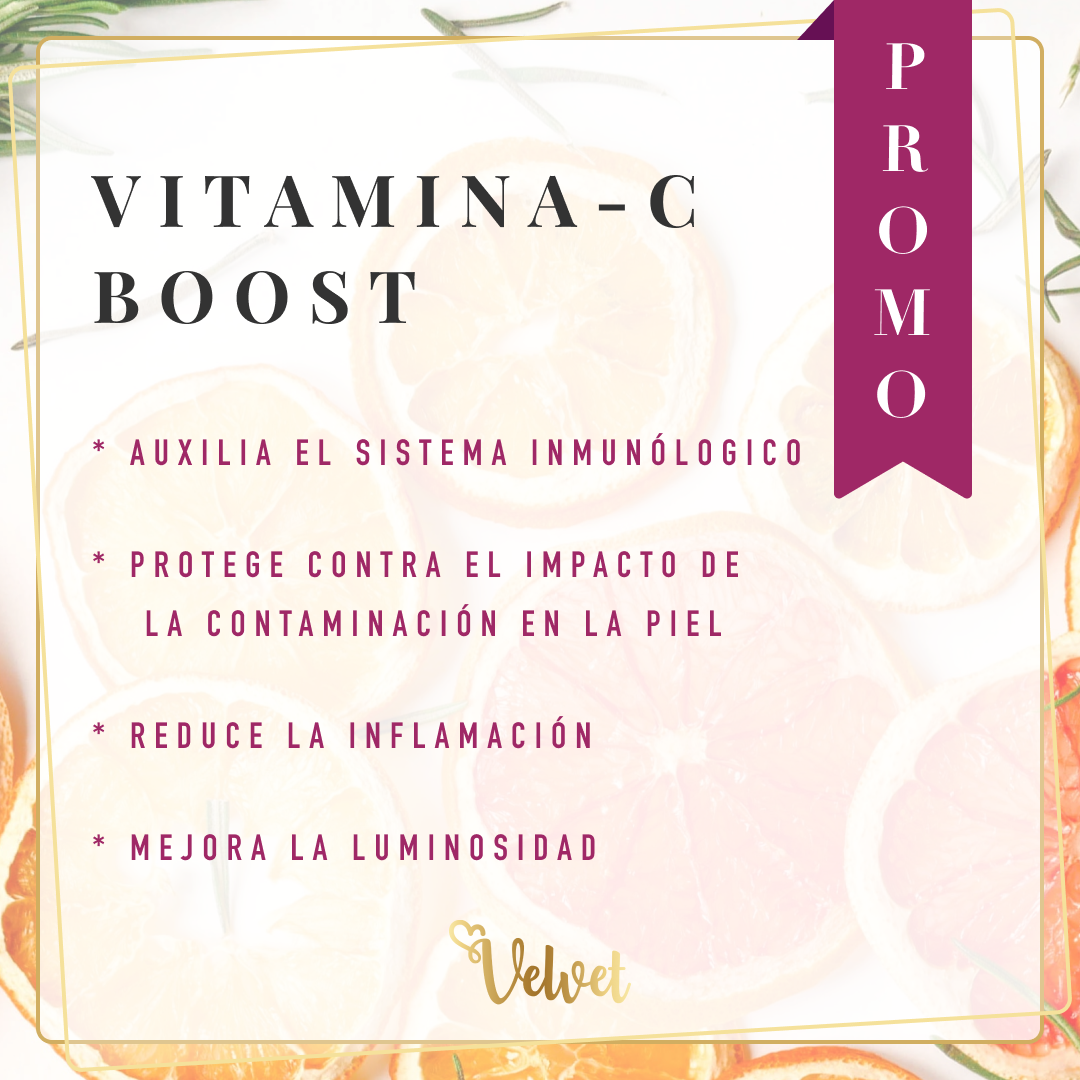 PROMO
VITAMINA-C
BOOST
* AUXILIA EL SISTEMA INMUNÓLOGICO
* PROTEGE CONTRA EL IMPACTO DE
LA CONTAMINACIÓN EN LA PIEL
* REDUCE LA INFLAMACIÓN
* MEJORA LA LUMINOSIDAD
Velvet